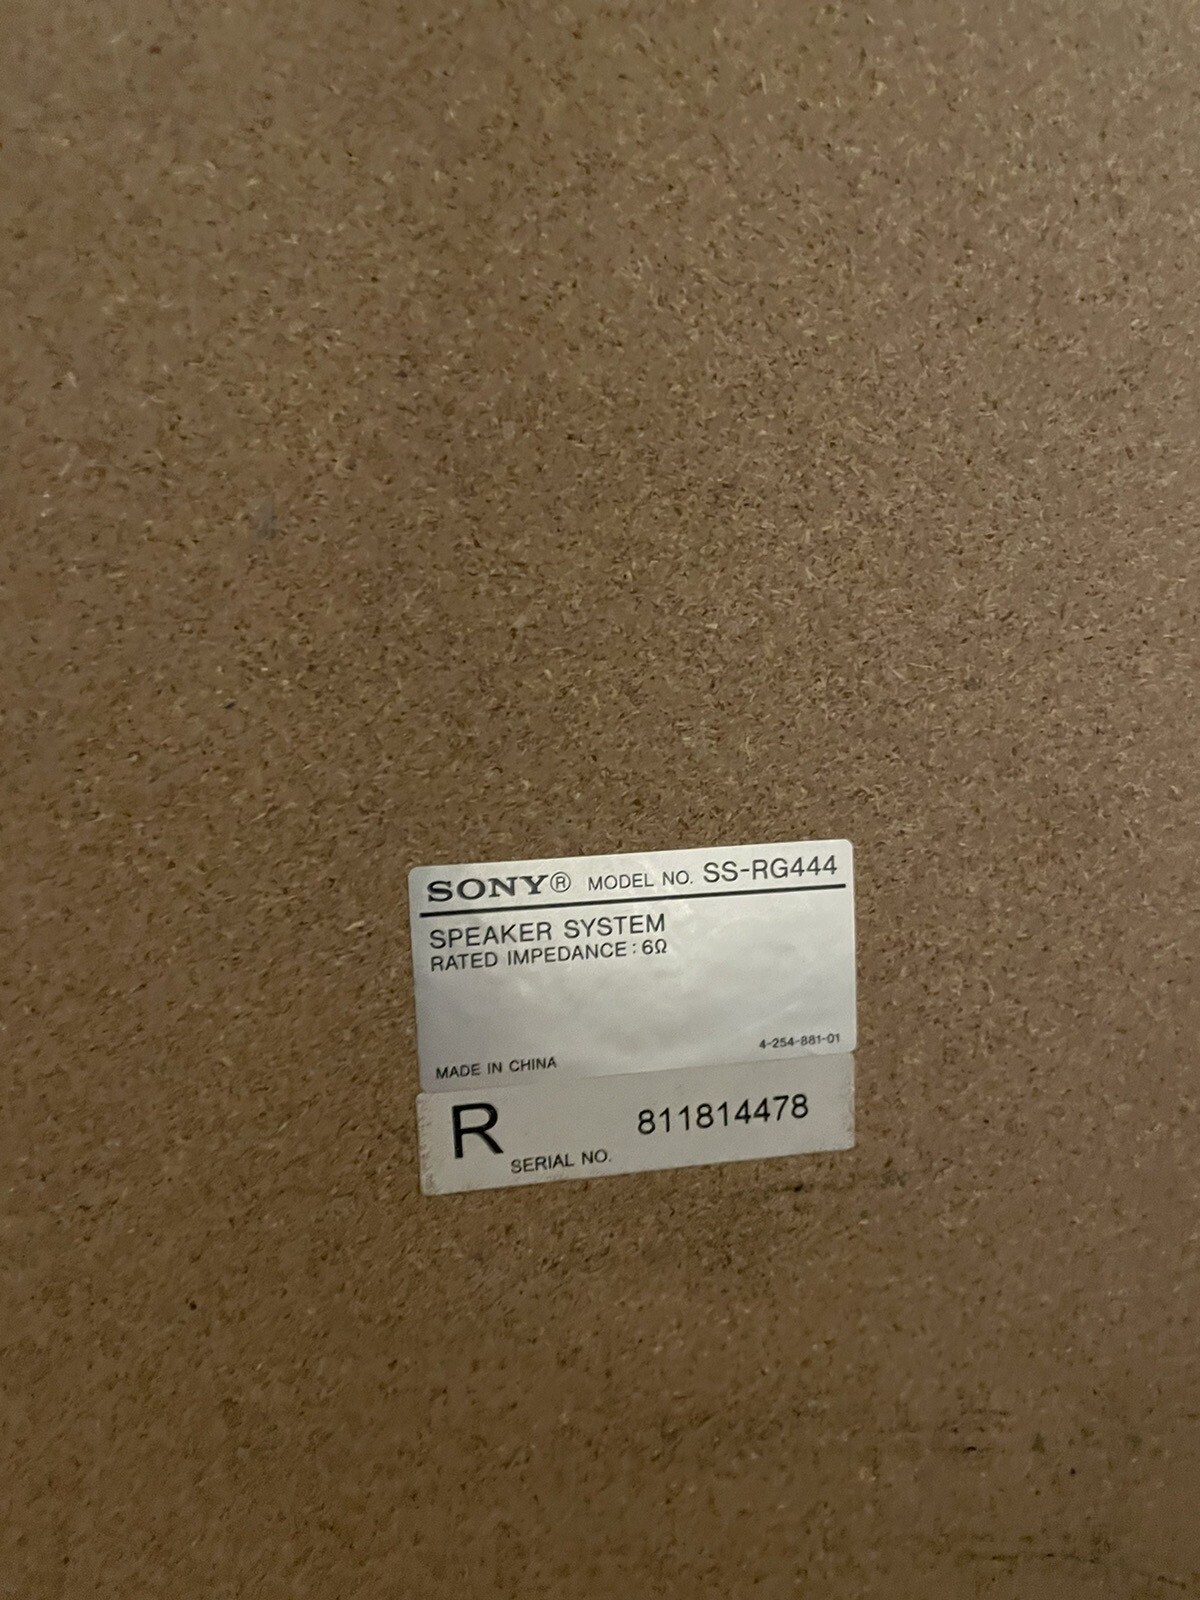 SONY® MODEL NO. SS-RG444
SPEAKER SYSTEM
RATED IMPEDANCE : 6Ω
4-254-881-01
MADE IN CHINA
R SERIAL NO. 811814478